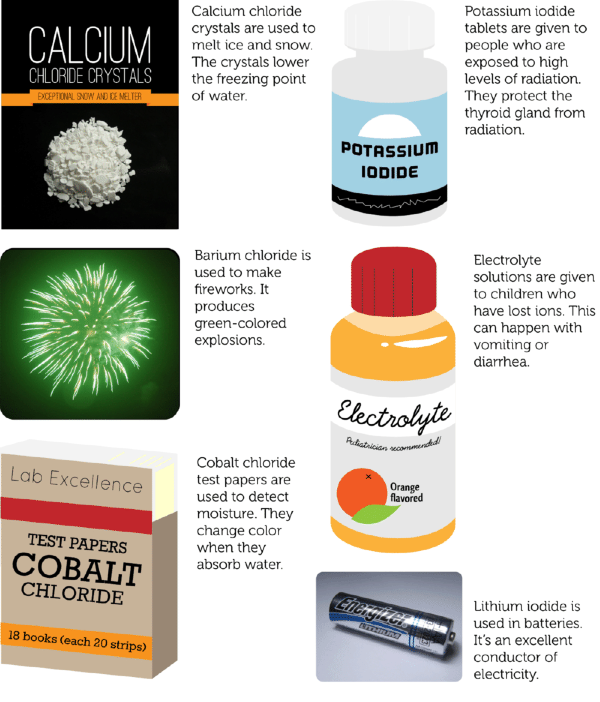 CALCIUM
CHLORIDE CRYSTALS
EXCEPTIONAL SNOW AND ICE MELTER
Calcium chloride
crystals are used to
melt ice and snow.
The crystals lower
the freezing point
of water.
POTASSIUM
IODIDE
Potassium iodide
tablets are given to
people who are
exposed to high
levels of radiation.
They protect the
thyroid gland from
radiation.
Barium chloride is
used to make
fireworks. It
produces
green-colored
explosions.
Electrolyte
Pediatrician recommended!
Orange
flavored
Electrolyte
solutions are given
to children who
have lost ions. This
can happen with
vomiting or
diarrhea.
Lab Excellence
TEST PAPERS
COBALT
CHLORIDE
18 books (each 20 strips)
Cobalt chloride
test papers are
used to detect
moisture. They
change color
when they
absorb water.
Energizer
LITHIUM
Lithium iodide is
used in batteries.
It's an excellent
conductor of
electricity.